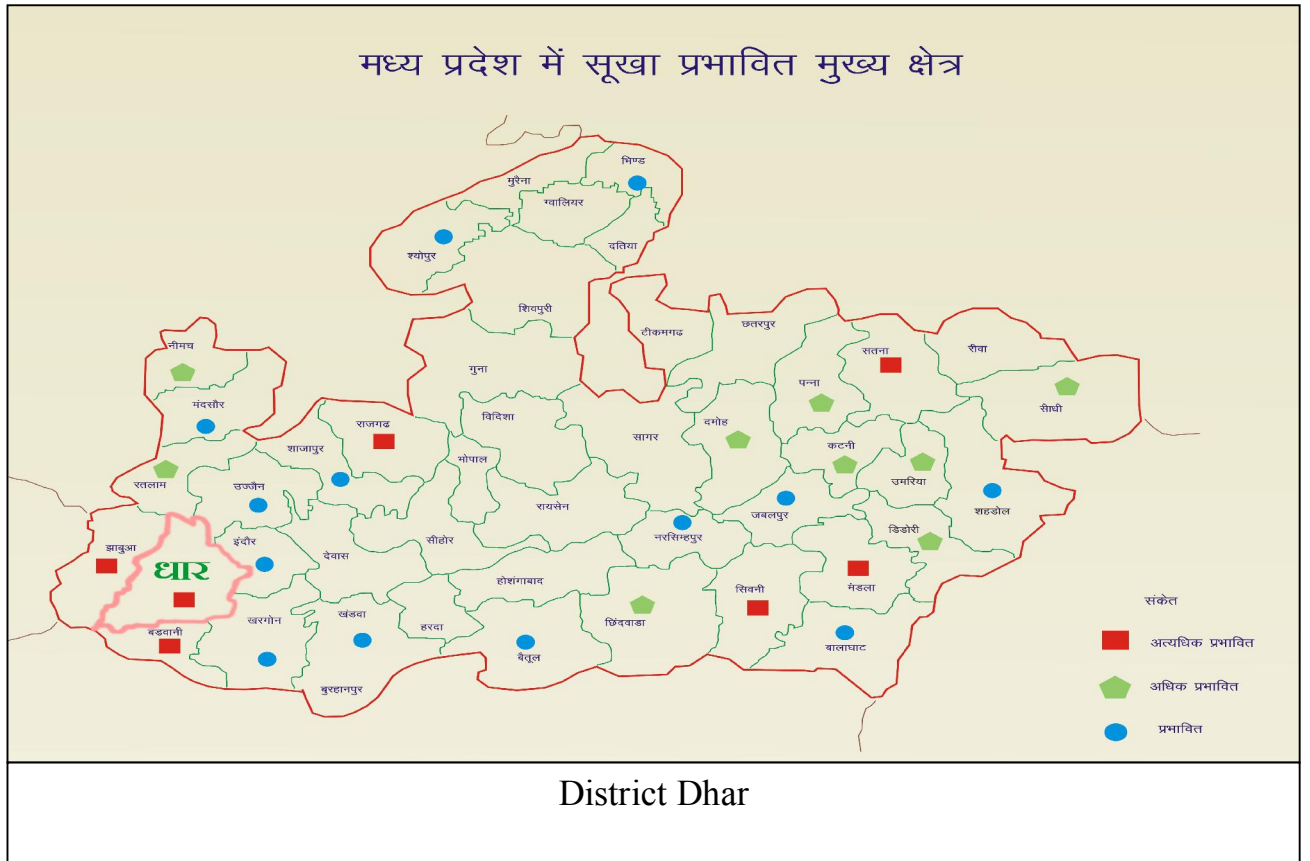 मध्य प्रदेश में सूखा प्रभावित मुख्य क्षेत्र
भिण्ड
मुरैना
ग्वालियर
दतिया
श्योपुर
शिवपुरी
टीकमगढ
छतरपुर
नीमच
सतना
रीवा
गुना
पन्ना
सीधी
मंदसौर
विदिशा
राजगढ
दमोह
सागर
कटनी
शाजापुर
भोपाल
रतलाम
उज्जैन
उमरिया
रायसेन
जबलपुर
शहडोल
डिडोरी
झाबुआ
इंदौर
देवास
सीहोर
नरसिम्हपुर
धार
होशंगाबाद
सिवनी
मंडला
बडवानी
खरगोन
खंडवा
हरदा
छिंदवाडा
बैतूल
बालाघाट
बुरहानपुर
संकेत
अत्यधिक प्रभावित
अधिक प्रभावित
प्रभावित
District Dhar